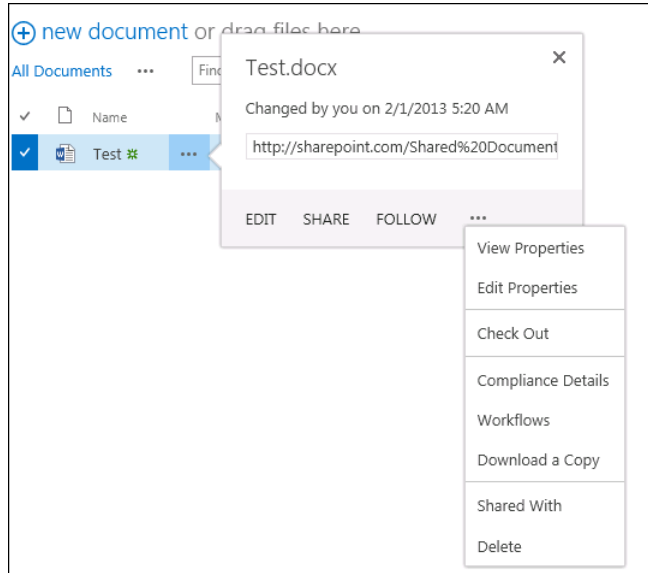 new document or drag files here
All Documents ...
Test.docx
Changed by you on 2/1/2013 5:20 AM
Name
Test
...
http://sharepoint.com/Shared%20Document
EDIT SHARE FOLLOW ...
View Properties
Edit Properties
Check Out
Compliance Details
Workflows
Download a Copy
Shared With
Delete